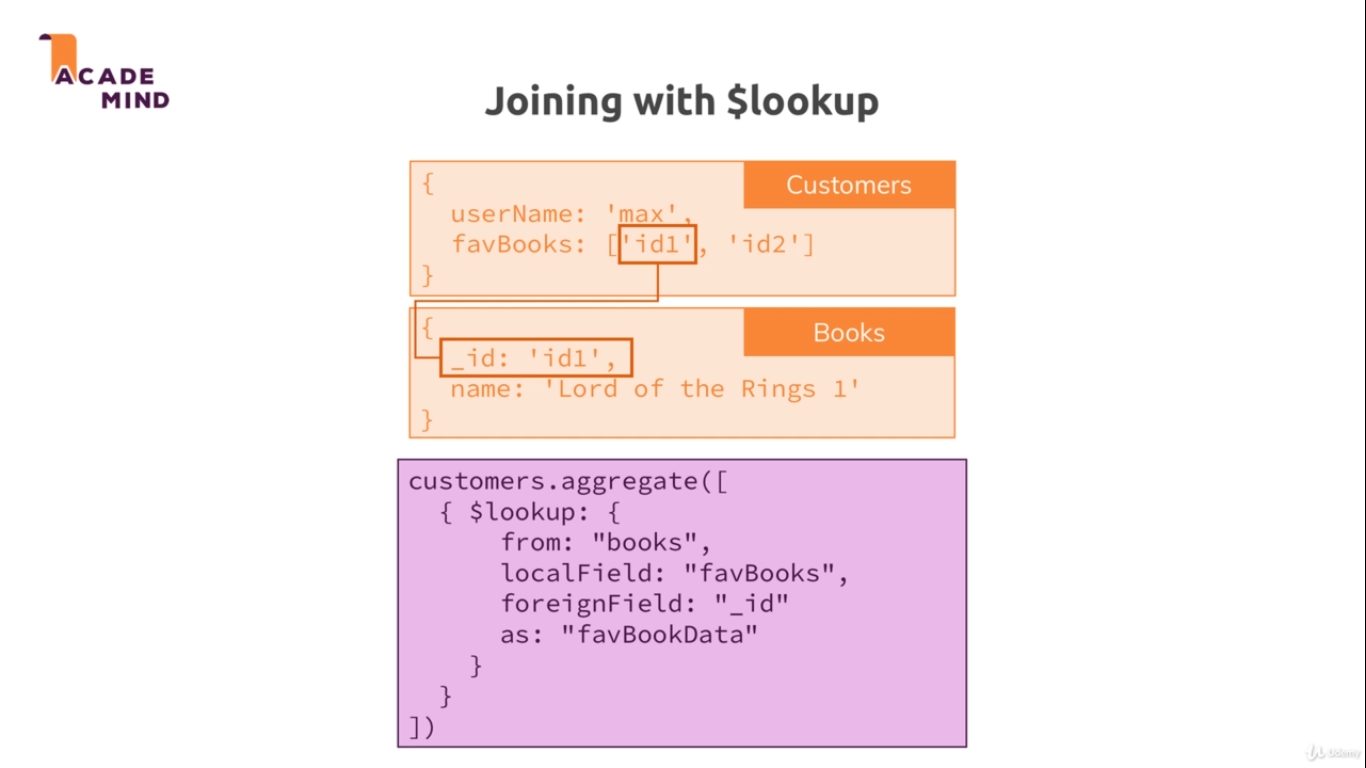 ACADE
MIND
Joining with $lookup
Customers
{
userName: 'max',
favBooks: ['id1', 'id2']
}
Books
{
_id: 'id1',
name: 'Lord of the Rings 1'
}
customers.aggregate([
{ $lookup: {
from: "books",
localField: "favBooks",
foreignField: "_id"
as: "favBookData"
}
}
])
Udemy